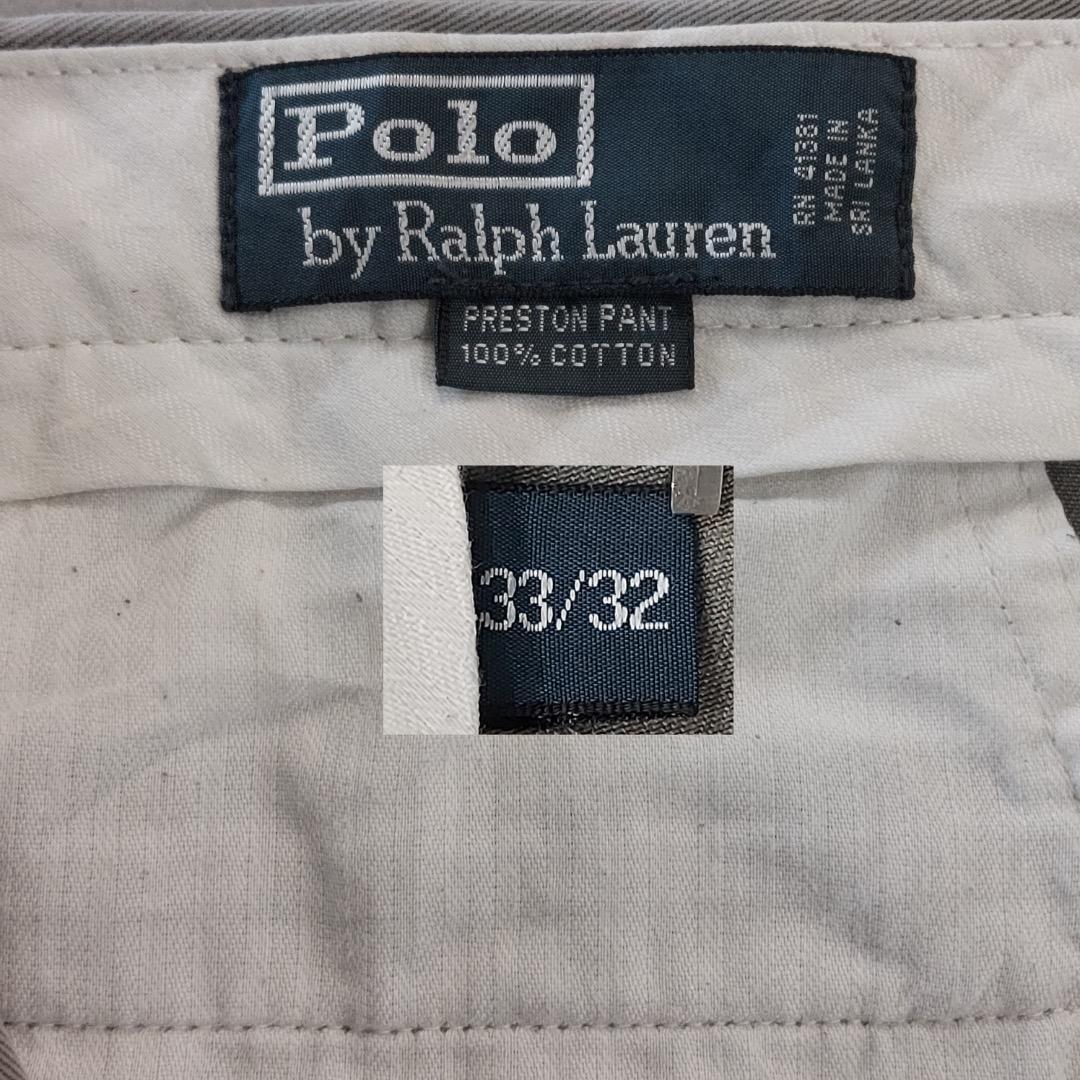 Polo
by Ralph Lauren
RN 41381
MADE IN
SRI LANKA
PRESTON PANT
100% COTTON
33/32